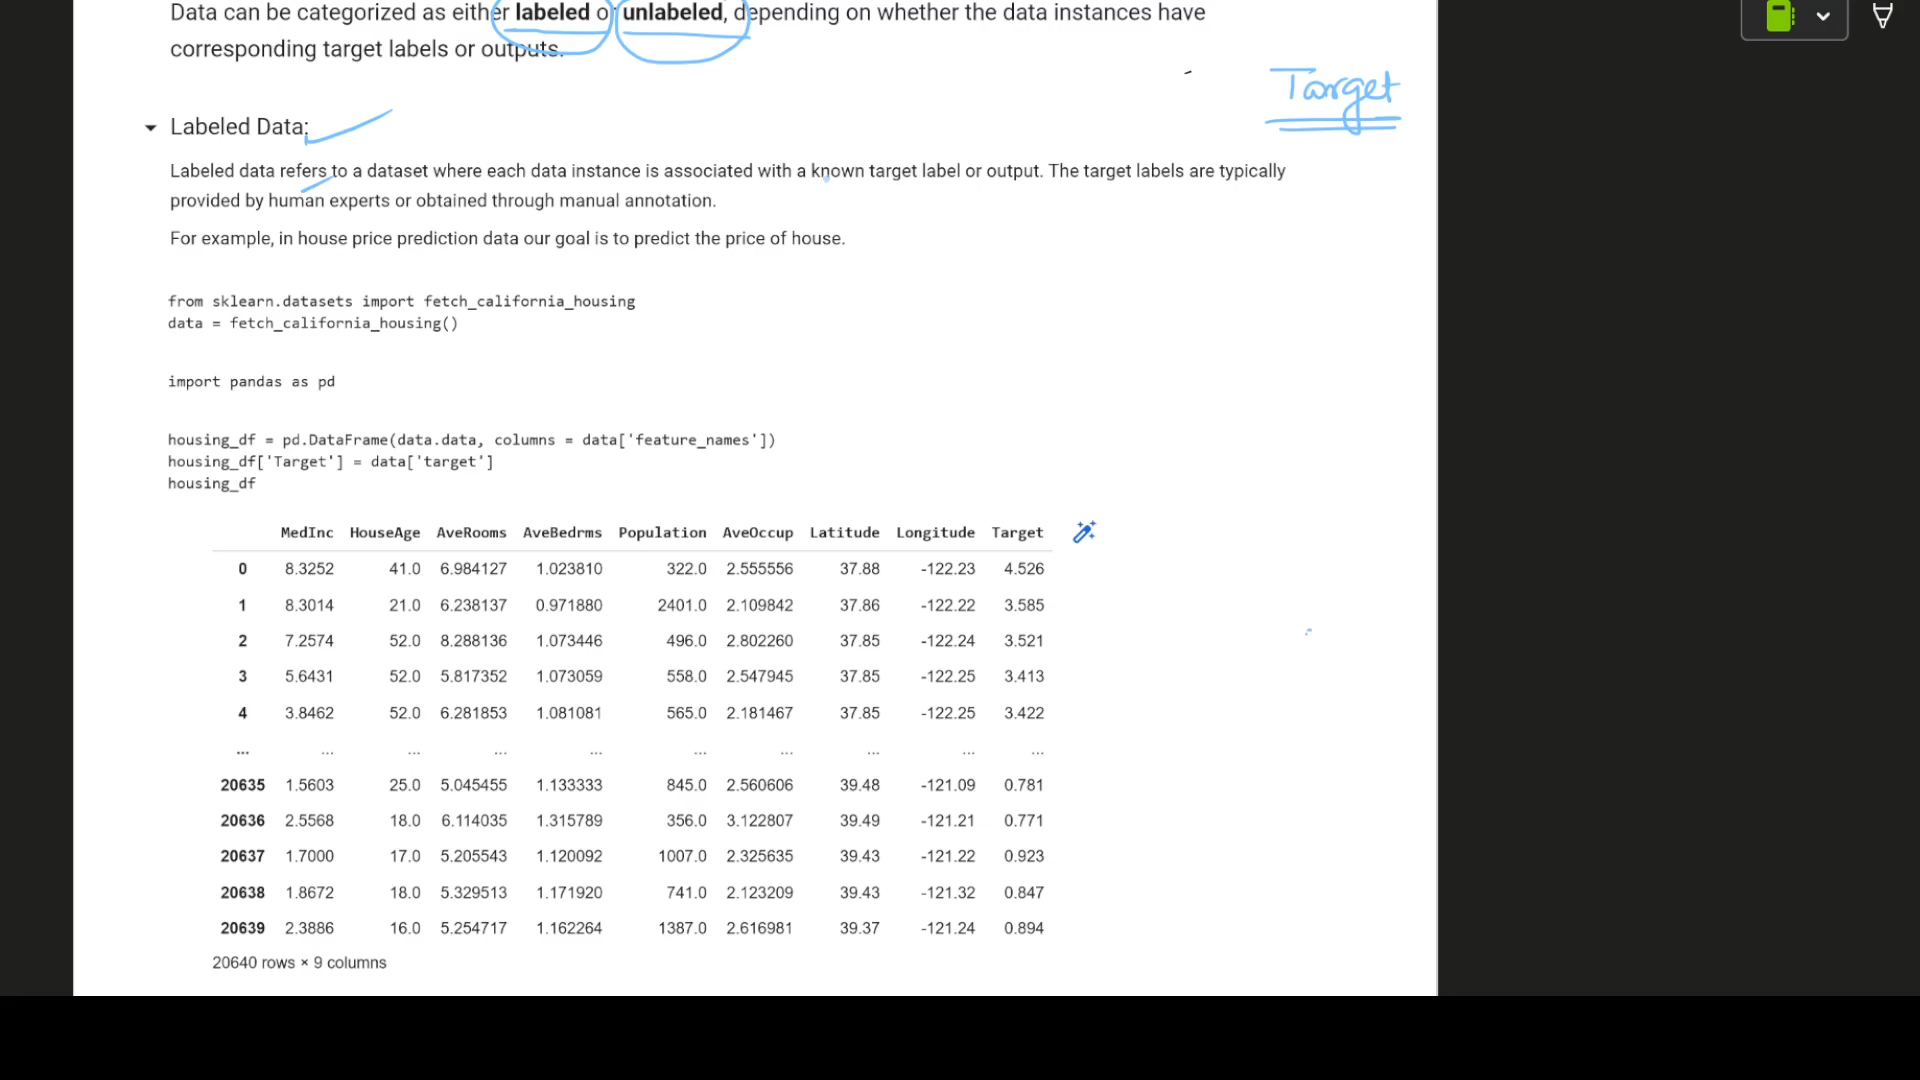 Data can be categorized as either labeled or unlabeled, depending on whether the data instances have
corresponding target labels or outputs.
Target
Labeled Data:
Labeled data refers to a dataset where each data instance is associated with a known target label or output. The target labels are typically
provided by human experts or obtained through manual annotation.
For example, in house price prediction data our goal is to predict the price of house.
from sklearn.datasets import fetch_california_housing
data = fetch_california_housing()
import pandas as pd
housing_df = pd.DataFrame(data.data, columns = data['feature_names'])
housing_df['Target'] = data['target']
housing_df
MedInc HouseAge AveRooms AveBedrms Population AveOccup Latitude Longitude Target
0 8.3252 41.0 6.984127 1.023810 322.0 2.555556 37.88 -122.23 4.526
1 8.3014 21.0 6.238137 0.971880 2401.0 2.109842 37.86 -122.22 3.585
2 7.2574 52.0 8.288136 1.073446 496.0 2.802260 37.85 -122.24 3.521
3 5.6431 52.0 5.817352 1.073059 558.0 2.547945 37.85 -122.25 3.413
4 3.8462 52.0 6.281853 1.081081 565.0 2.181467 37.85 -122.25 3.422
... ... ... ... ... ... ... ... ... ...
20635 1.5603 25.0 5.045455 1.133333 845.0 2.560606 39.48 -121.09 0.781
20636 2.5568 18.0 6.114035 1.315789 356.0 3.122807 39.49 -121.21 0.771
20637 1.7000 17.0 5.205543 1.120092 1007.0 2.325635 39.43 -121.22 0.923
20638 1.8672 18.0 5.329513 1.171920 741.0 2.123209 39.43 -121.32 0.847
20639 2.3886 16.0 5.254717 1.162264 1387.0 2.616981 39.37 -121.24 0.894
20640 rows × 9 columns